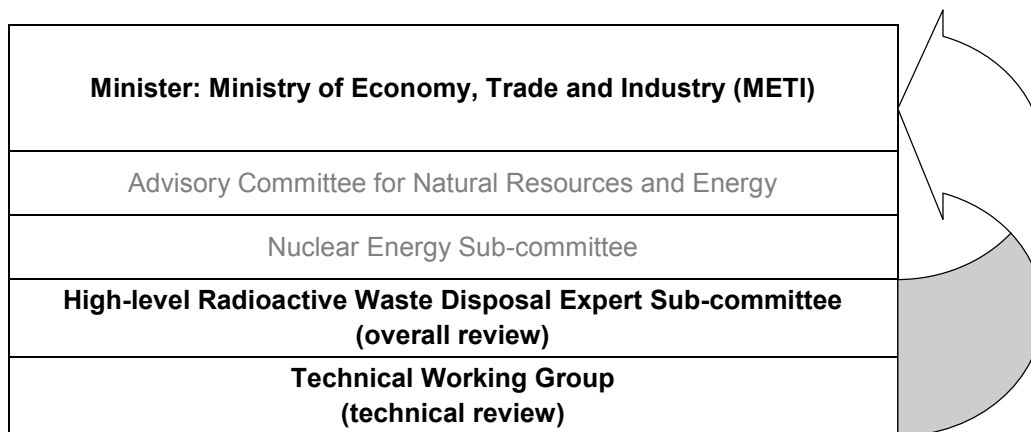 Minister: Ministry of Economy, Trade and Industry (METI)
Advisory Committee for Natural Resources and Energy
Nuclear Energy Sub-committee
High-level Radioactive Waste Disposal Expert Sub-committee
(overall review)
Technical Working Group
(technical review)